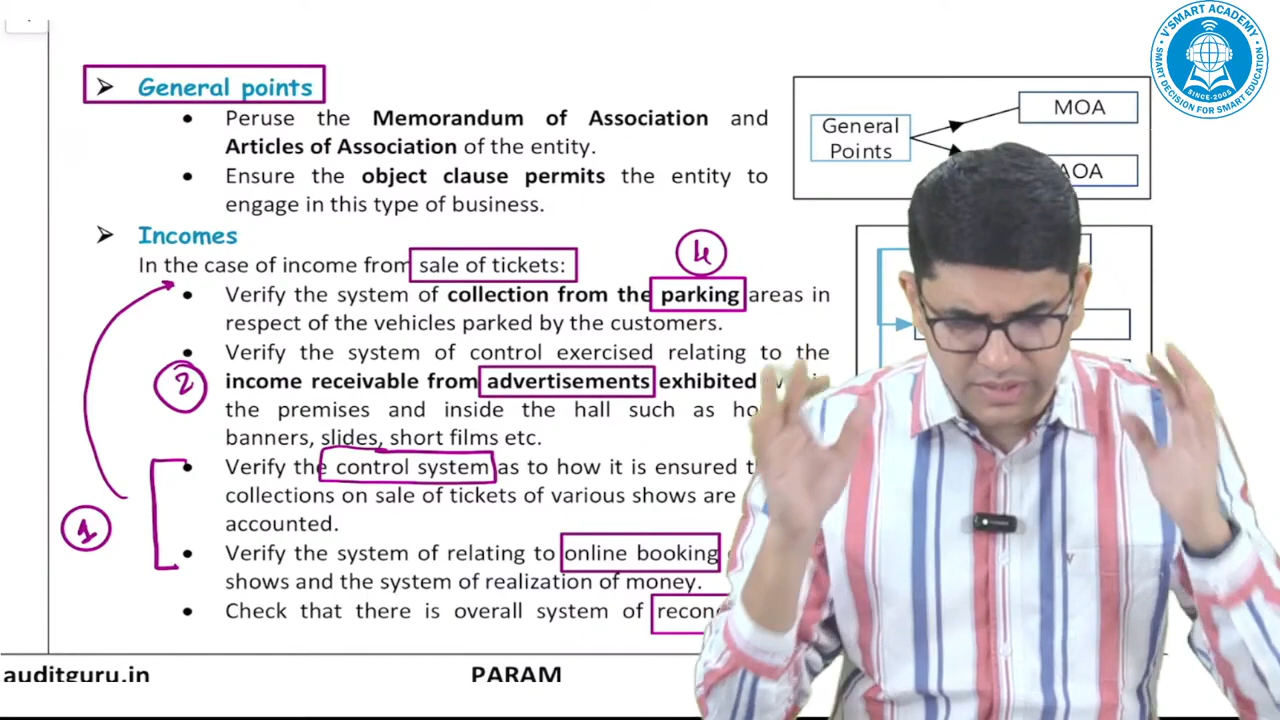 V'SMART ACADEMY
SMART DECISION FOR SMART EDUCATION
SINCE-2005
➢ General points
• Peruse the Memorandum of Association and
Articles of Association of the entity.
• Ensure the object clause permits the entity to
engage in this type of business.
➢ Incomes
In the case of income from sale of tickets:
4
• Verify the system of collection from the parking areas in
respect of the vehicles parked by the customers.
• Verify the system of control exercised relating to the
2
income receivable from advertisements exhibited
the premises and inside the hall such as
banners, slides, short films etc.
• Verify the control system as to how it is ensured
collections on sale of tickets of various shows are
accounted.
1
• Verify the system of relating to online booking
shows and the system of realization of money.
• Check that there is overall system of
General
Points
MOA
AOA
auditguru.in
PARAM